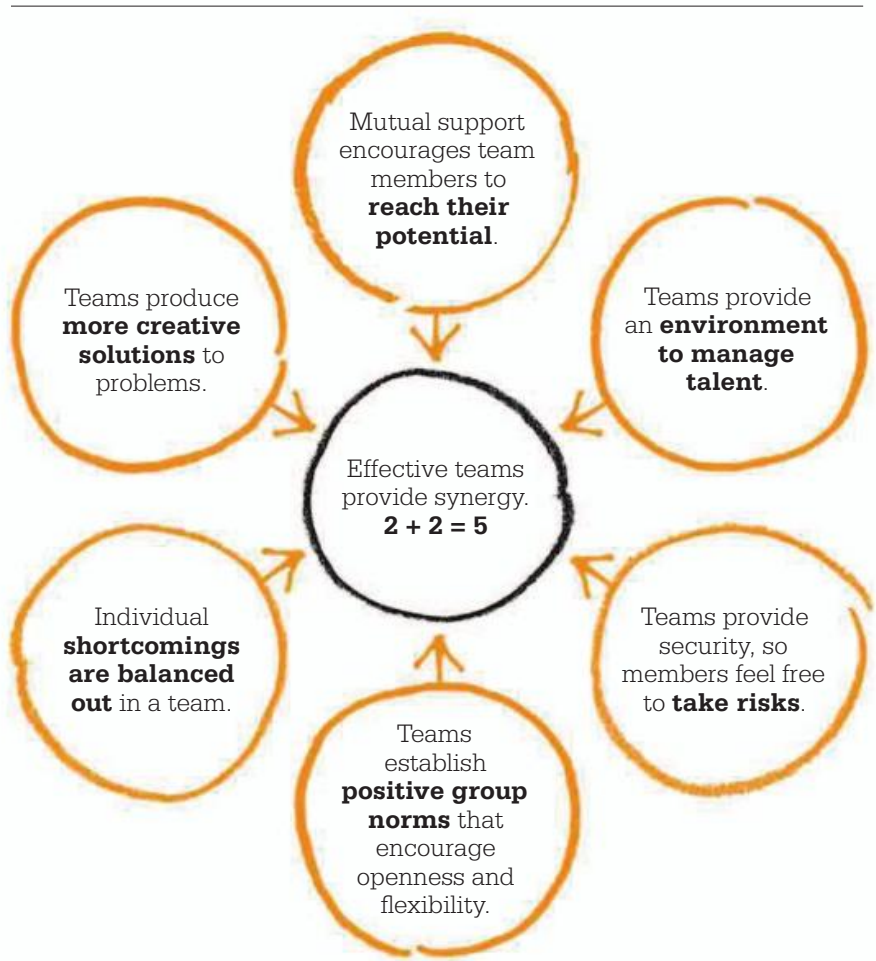 Mutual support
encourages team
members to
reach their
potential.
Teams produce
more creative
solutions to
problems.
Teams provide
an environment
to manage
talent.
Effective teams
provide synergy.
2 + 2 = 5
Individual
shortcomings
are balanced
out in a team.
Teams provide
security, so
members feel free
to take risks.
Teams
establish
positive group
norms that
encourage
openness and
flexibility.